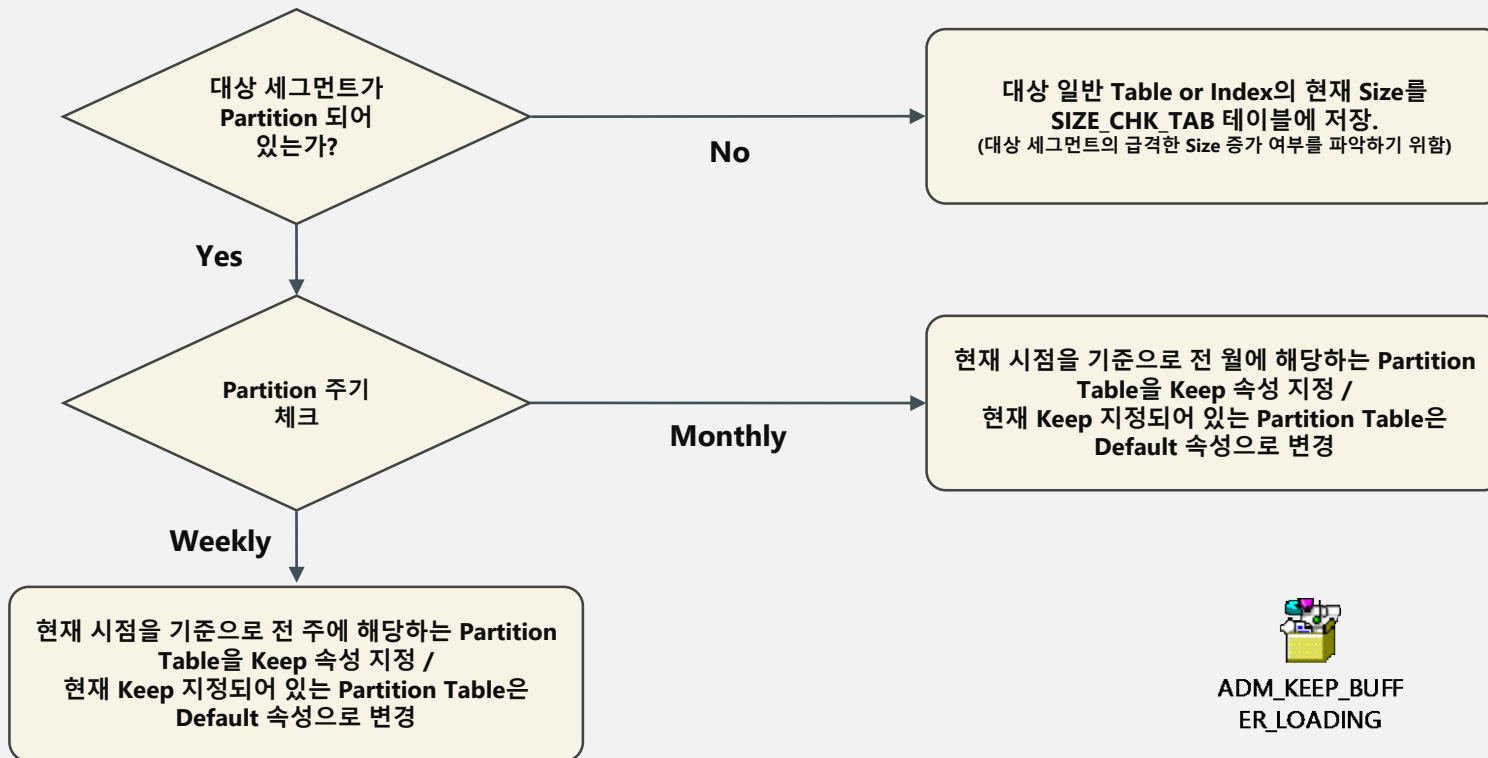 대상 세그먼트가
Partition 되어
있는가?
No
대상 일반 Table or Index의 현재 Size를
SIZE_CHK_TAB 테이블에 저장.
(대상 세그먼트의 급격한 Size 증가 여부를 파악하기 위함)
Yes
Partition 주기
체크
Monthly
현재 시점을 기준으로 전 월에 해당하는 Partition
Table을 Keep 속성 지정 /
현재 Keep 지정되어 있는 Partition Table은
Default 속성으로 변경
Weekly
현재 시점을 기준으로 전 주에 해당하는 Partition
Table을 Keep 속성 지정 /
현재 Keep 지정되어 있는 Partition Table은
Default 속성으로 변경
ADM_KEEP_BUFF
ER_LOADING